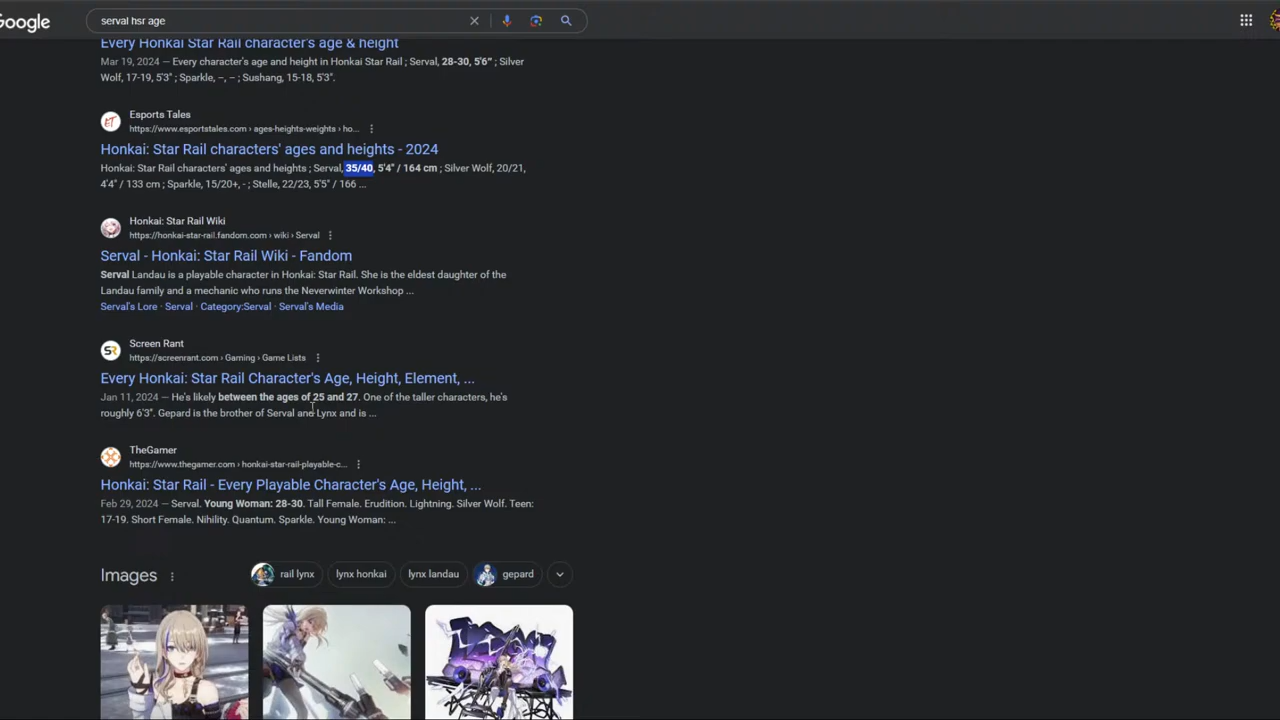 Google
serval hsr age
Every Honkai Star Rail character's age & height
Mar 19, 2024 — Every character's age and height in Honkai Star Rail ; Serval, 28-30, 5'6" ; Silver
Wolf, 17-19, 5'3" ; Sparkle, –, – ; Sushang, 15-18, 5'3".
Esports Tales
https://www.esportstales.com › ages-heights-weights › ho...
Honkai: Star Rail characters' ages and heights - 2024
Honkai: Star Rail characters' ages and heights ; Serval, 35/40, 5'4" / 164 cm ; Silver Wolf, 20/21,
4'4" / 133 cm ; Sparkle, 15/20+, - ; Stelle, 22/23, 5'5" / 166 ...
Honkai: Star Rail Wiki
https://honkai-star-rail.fandom.com › wiki › Serval
Serval - Honkai: Star Rail Wiki - Fandom
Serval Landau is a playable character in Honkai: Star Rail. She is the eldest daughter of the
Landau family and a mechanic who runs the Neverwinter Workshop ...
Serval's Lore · Serval · Category:Serval · Serval's Media
Screen Rant
https://screenrant.com › Gaming › Game Lists
Every Honkai: Star Rail Character's Age, Height, Element, ...
Jan 11, 2024 — He's likely between the ages of 25 and 27. One of the taller characters, he's
roughly 6'3". Gepard is the brother of Serval and Lynx and is ...
TheGamer
https://www.thegamer.com › honkai-star-rail-playable-c...
Honkai: Star Rail - Every Playable Character's Age, Height, ...
Feb 29, 2024 — Serval. Young Woman: 28-30. Tall Female. Erudition. Lightning. Silver Wolf. Teen:
17-19. Short Female. Nihility. Quantum. Sparkle. Young Woman: ...
Images
rail lynx
lynx honkai
lynx landau
gepard